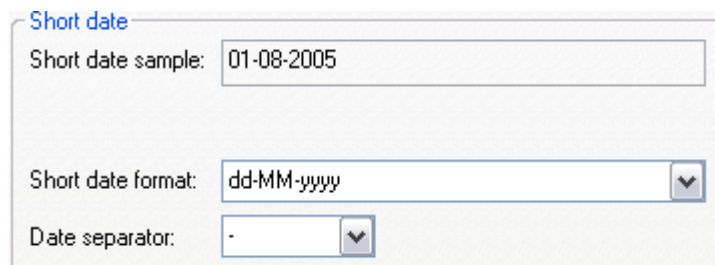 Short date
Short date sample: 01-08-2005
Short date format: dd-MM-yyyy
Date separator: -